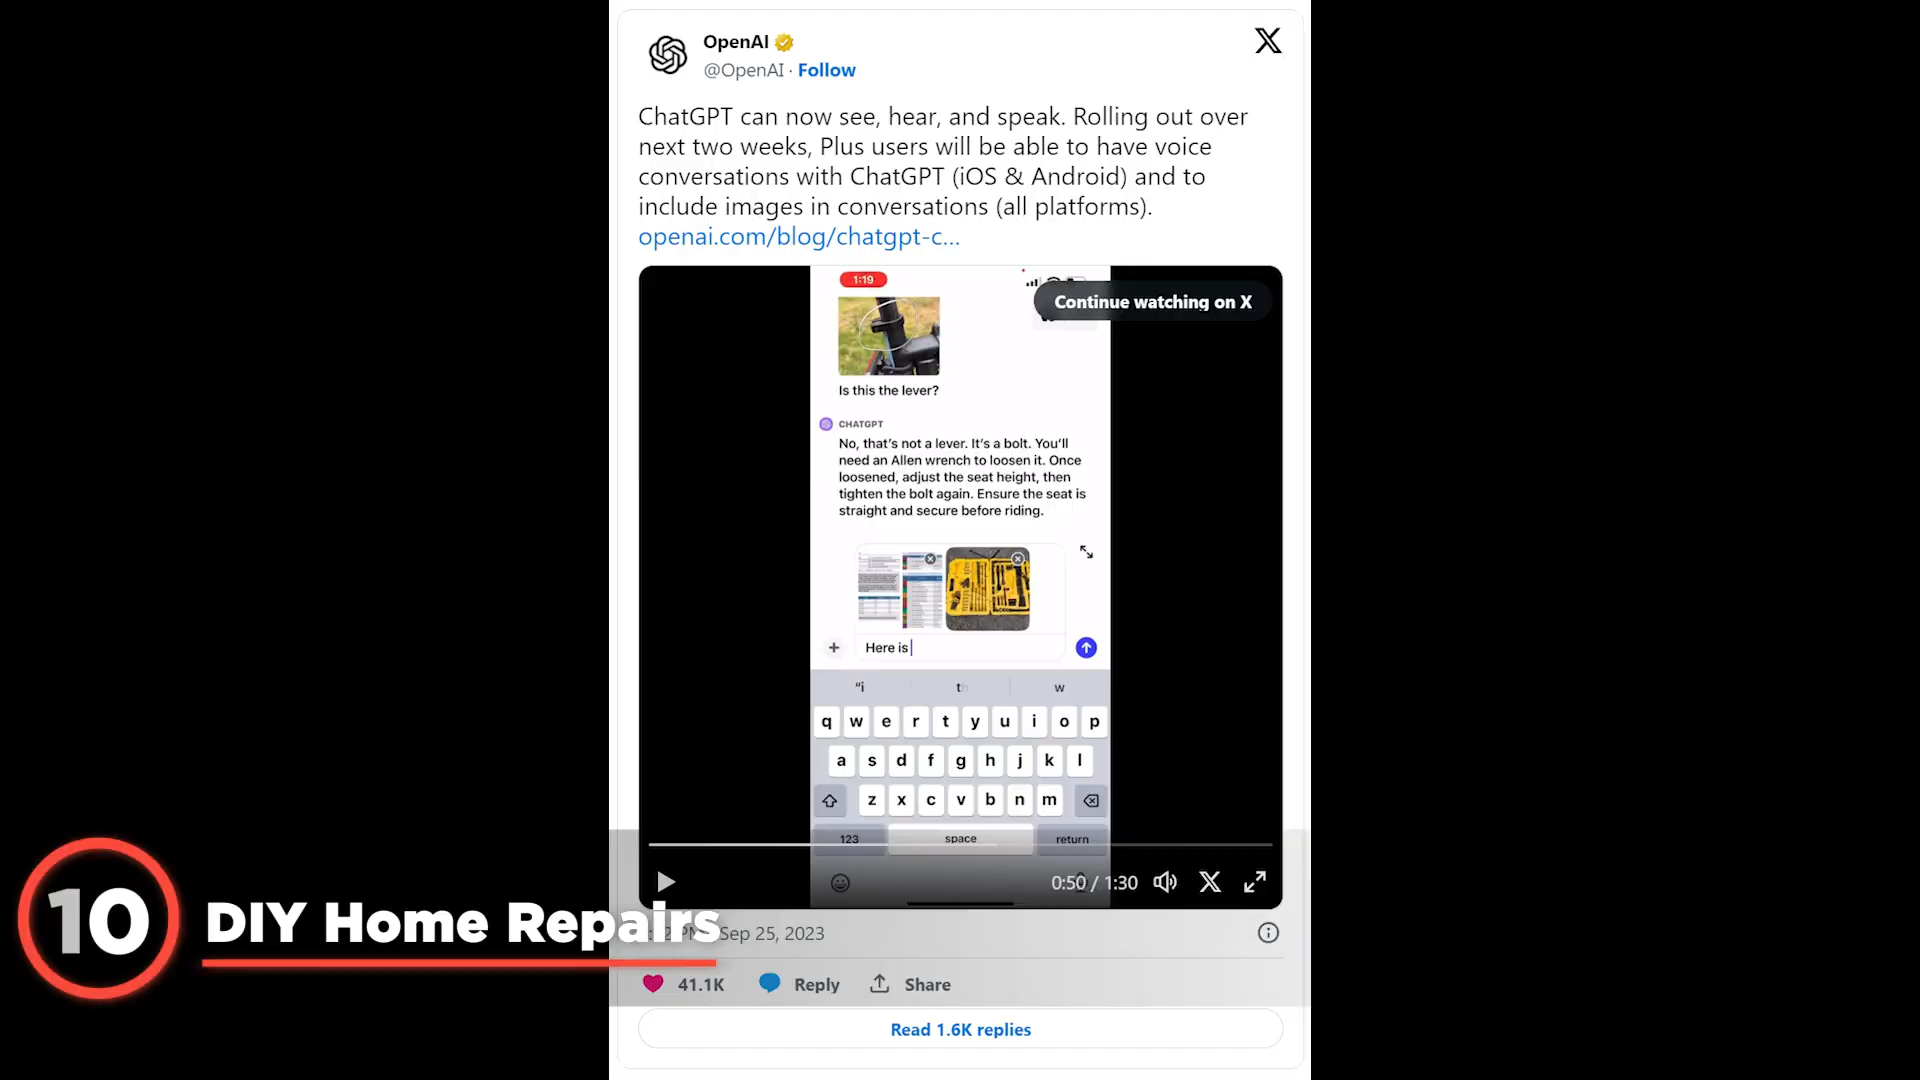 OpenAI
@OpenAI · Follow
ChatGPT can now see, hear, and speak. Rolling out over
next two weeks, Plus users will be able to have voice
conversations with ChatGPT (iOS & Android) and to
include images in conversations (all platforms).
openai.com/blog/chatgpt-c...
1:19
Continue watching on X
Is this the lever?
CHATGPT
No, that's not a lever. It's a bolt. You'll
need an Allen wrench to loosen it. Once
loosened, adjust the seat height, then
tighten the bolt again. Ensure the seat is
straight and secure before riding.
Here is
"i th w
q w e r t y u i o p
a s d f g h j k l
z x c v b n m
123 space return
0:50 / 1:30
10 DIY Home Repairs
Sep 25, 2023
41.1K Reply Share
Read 1.6K replies